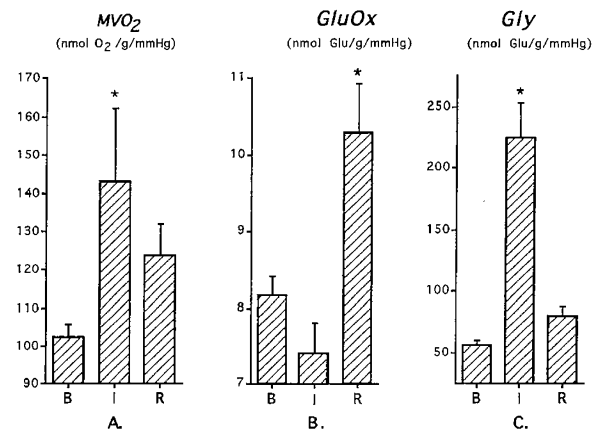 MVO2
(nmol O2 /g/mmHg)
170
160
150
140
130
120
110
100
90
*
B I R
A.
GluOx
(nmol Glu/g/mmHg)
11
10
9
8
7
*
B I R
B.
Gly
(nmol Glu/g/mmHg)
250
200
150
100
50
*
B I R
C.